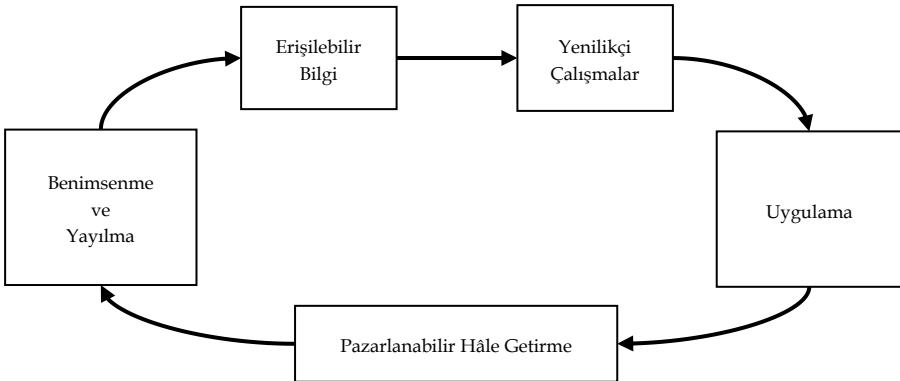 Erişilebilir
Bilgi
Yenilikçi
Çalışmalar
Uygulama
Pazarlanabilir Hâle Getirme
Benimsenme
ve
Yayılma